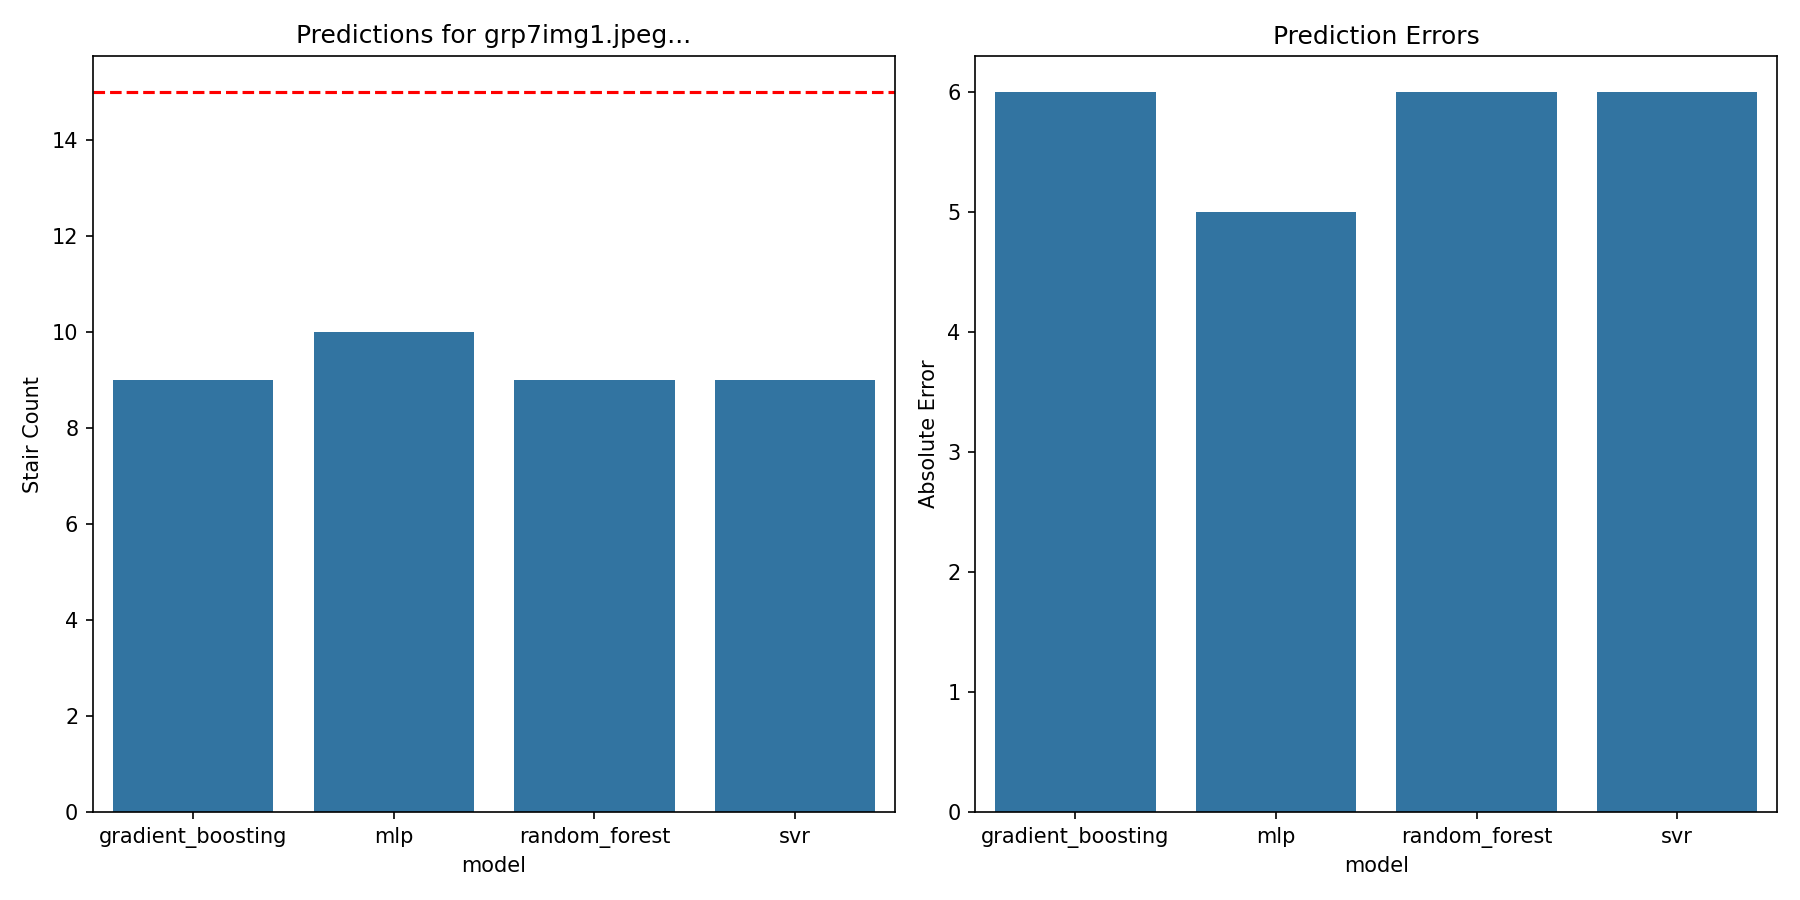 Predictions for grp7img1.jpeg...
14
12
10
8
6
4
2
0
Stair Count
gradient_boosting mlp random_forest svr
model
Prediction Errors
6
5
4
3
2
1
0
Absolute Error
gradient_boosting mlp random_forest svr
model